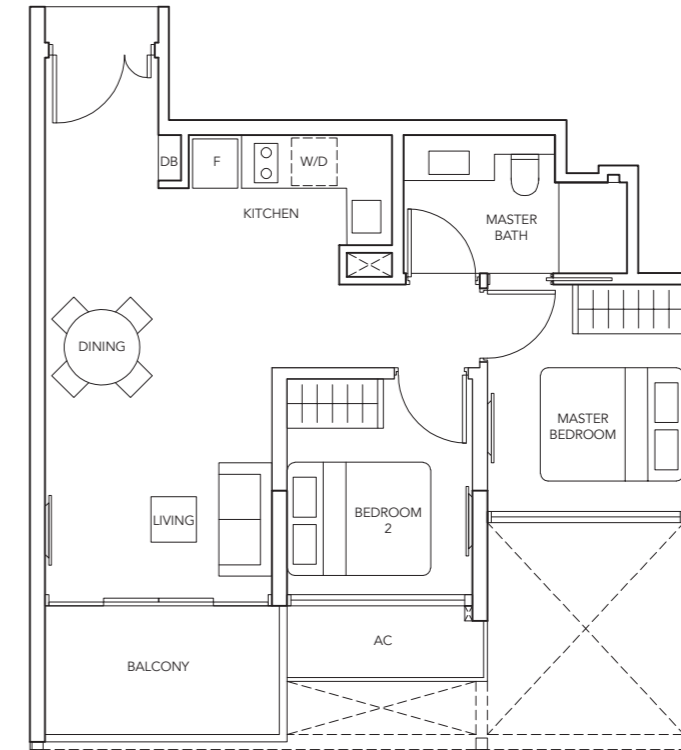 DB
F
W/D
KITCHEN
MASTER
BATH
DINING
MASTER
BEDROOM
LIVING
BEDROOM
2
BALCONY
AC